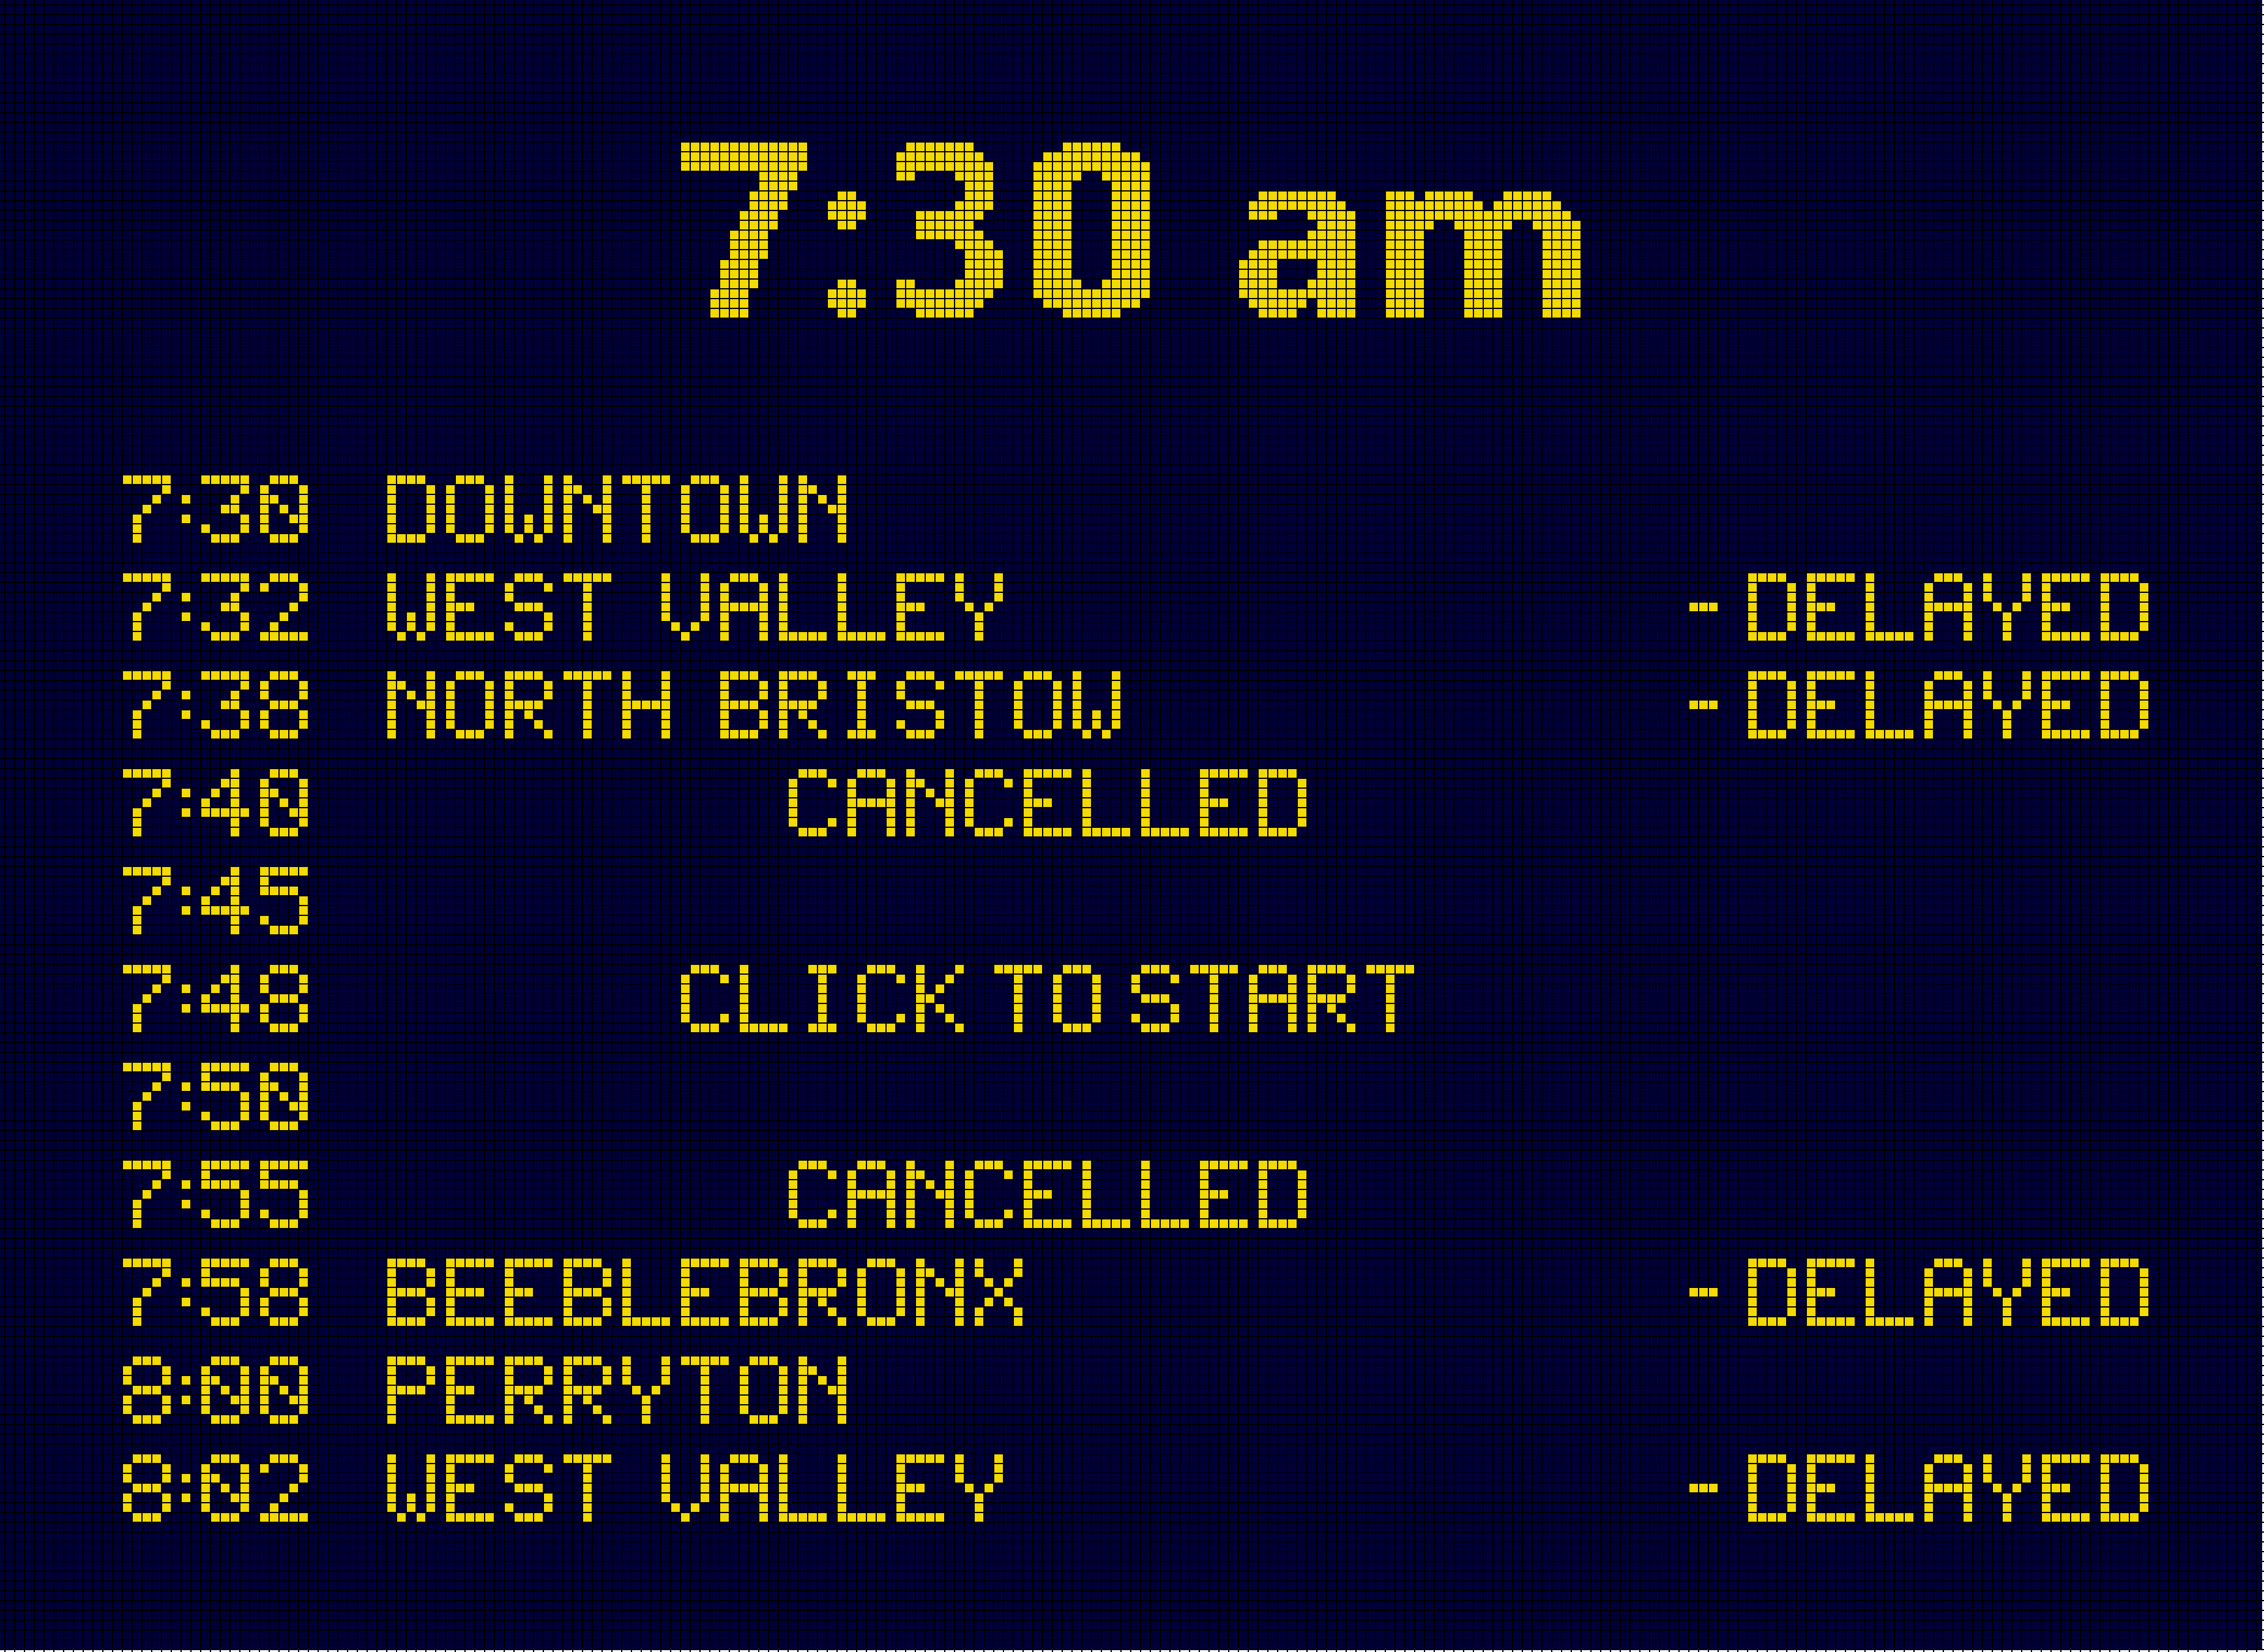 7:30 am
7:30 DOWNTOWN
7:32 WEST VALLEY - DELAYED
7:38 NORTH BRISTOW - DELAYED
7:40 CANCELLED
7:45
7:48 CLICK TO START
7:50
7:55 CANCELLED
7:58 BEEBLEBRONX - DELAYED
8:00 PERRYTON
8:02 WEST VALLEY - DELAYED